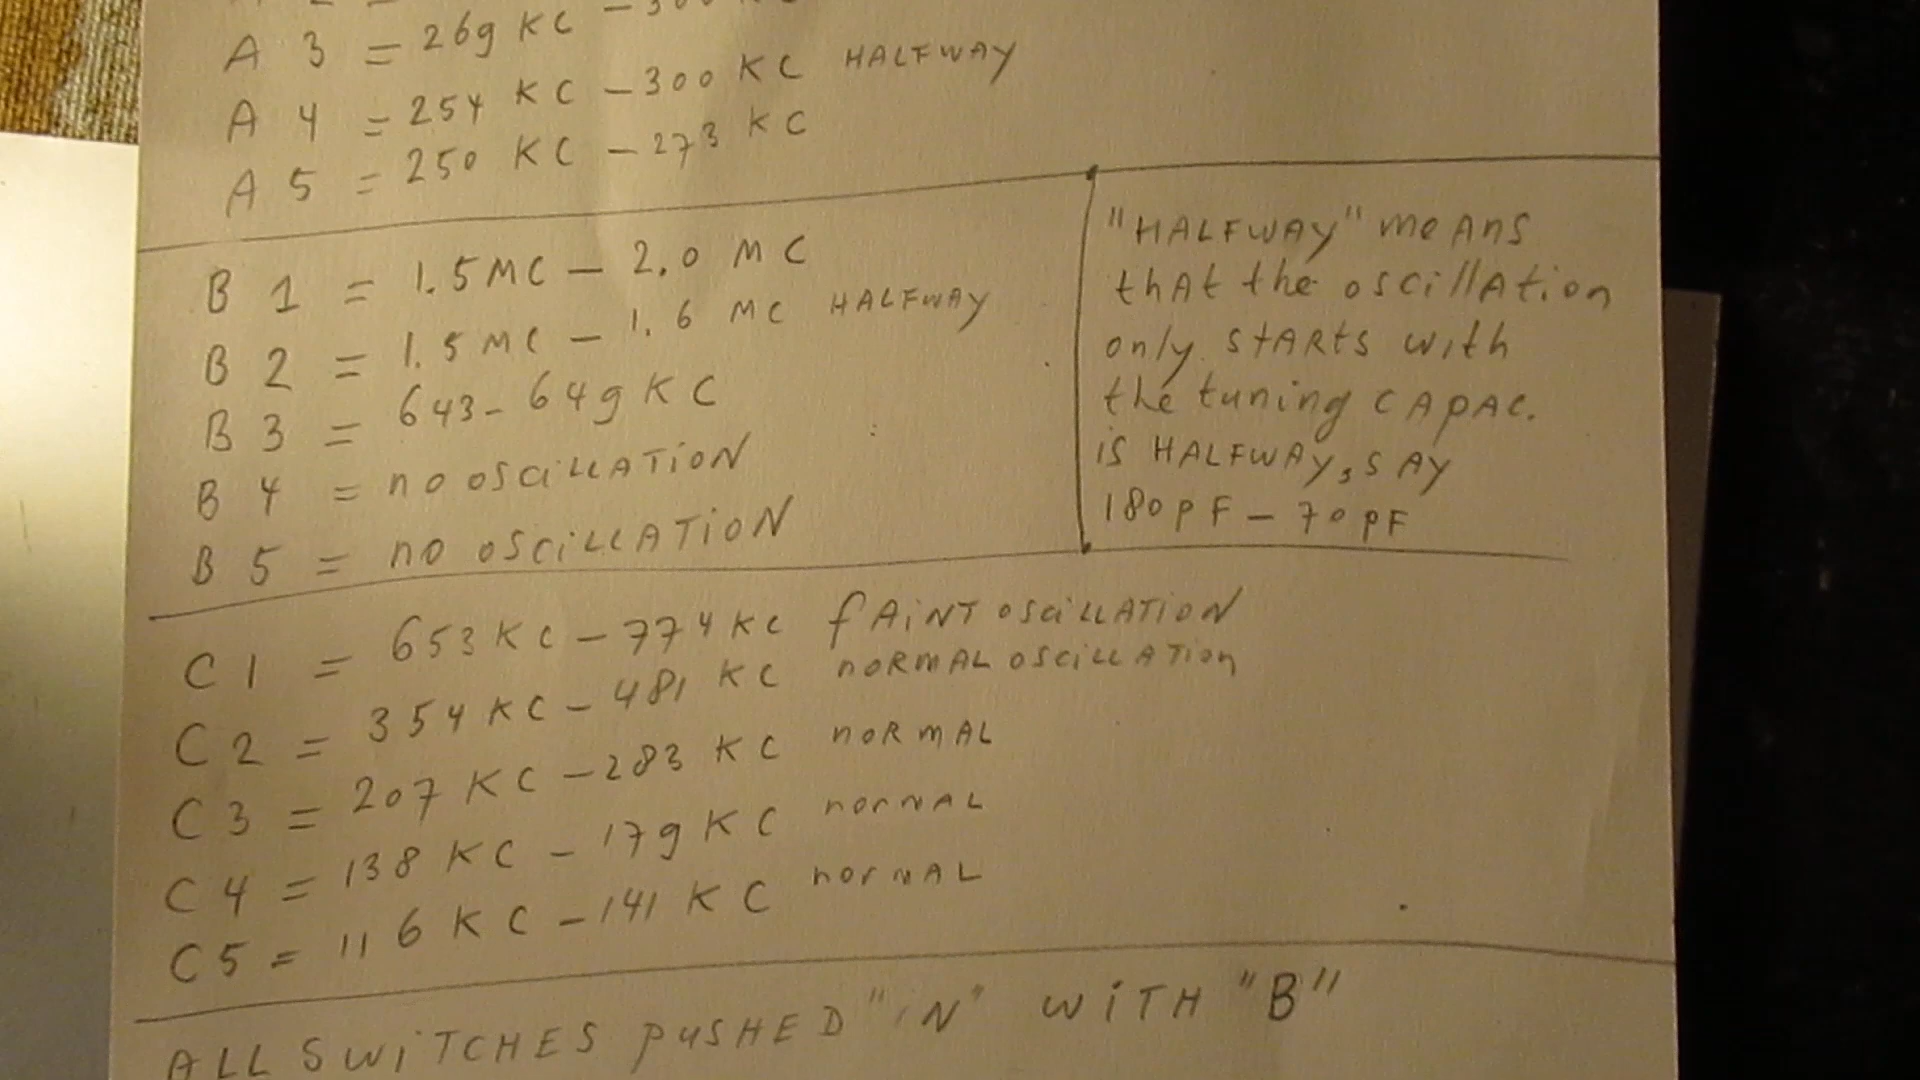 A 3 = 269 KC - 300 KC
A 4 = 254 KC - 300 KC HALFWAY
A 5 = 250 KC - 273 KC
B 1 = 1.5 MC - 2.0 MC
B 2 = 1.5 MC - 1.6 MC HALFWAY
B 3 = 643 - 649 KC
B 4 = no oscillATiON
B 5 = no oscillATiON
"HALFWAY" meAns
thAt the oscillAtion
only stARts with
the tuning CApAC.
is HALFWAY, SAY
180 pF - 70 pF
C 1 = 653 KC - 774 KC fAiNT oscillATiON
C 2 = 354 KC - 481 KC noRmAL oscillATion
C 3 = 207 KC - 283 KC noRmAL
C 4 = 138 KC - 179 KC normAL
C 5 = 116 KC - 141 KC normAL
ALL SWiTCHES pUSHED "iN" WiTH "B"